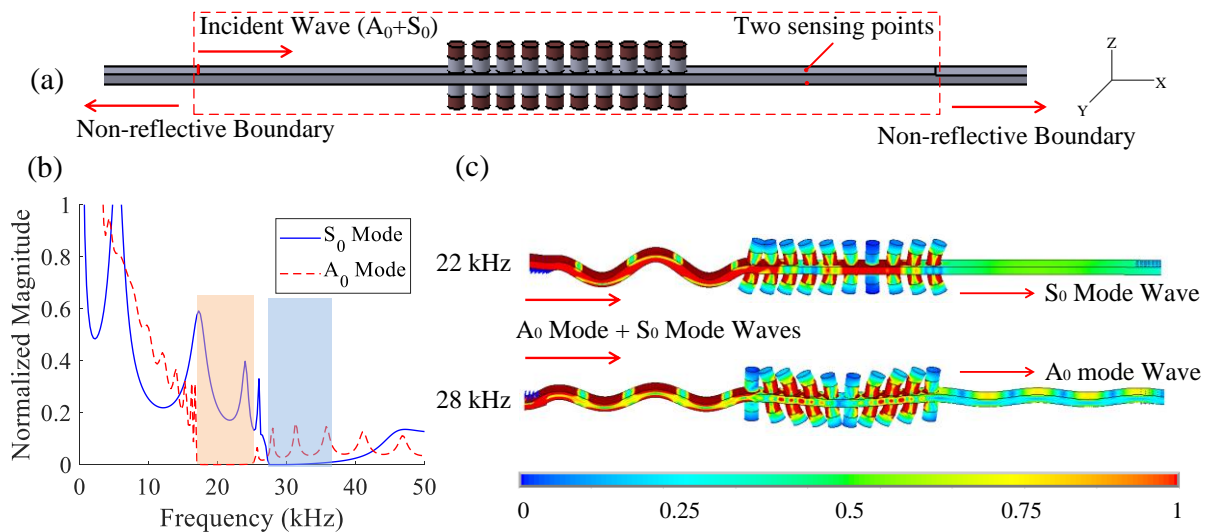 (a)
Incident Wave (A₀+S₀)
Two sensing points
Z
X
Y
Non-reflective Boundary
Non-reflective Boundary
(b)
Normalized Magnitude
1
0.8
0.6
0.4
0.2
0
0 10 20 30 40 50
Frequency (kHz)
S₀ Mode
A₀ Mode
(c)
22 kHz
S₀ Mode Wave
A₀ Mode + S₀ Mode Waves
28 kHz
A₀ mode Wave
0 0.25 0.5 0.75 1